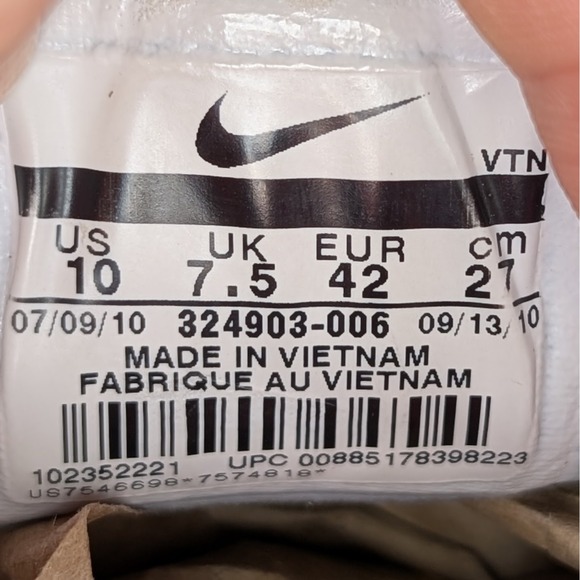 VTN
US UK EUR cm
10 7.5 42 27
07/09/10 324903-006 09/13/10
MADE IN VIETNAM
FABRIQUE AU VIETNAM
102352221 UPC 00885178398223
US7546698*7574818*